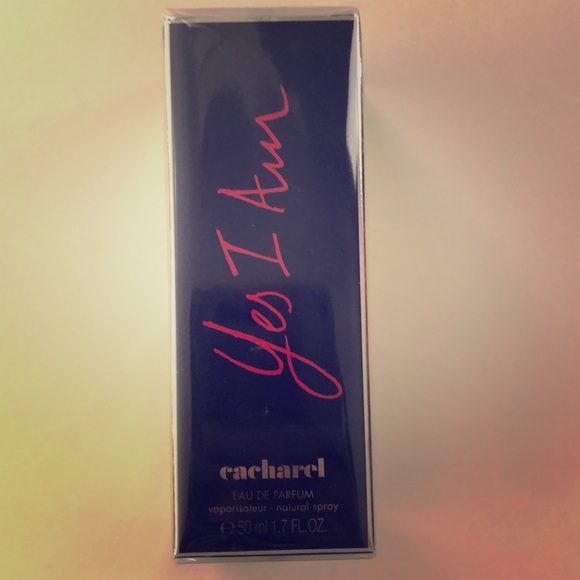 Yes I Am
cacharel
EAU DE PARFUM
vaporisateur - natural spray
℮ 50 ml 1.7 FL.OZ.